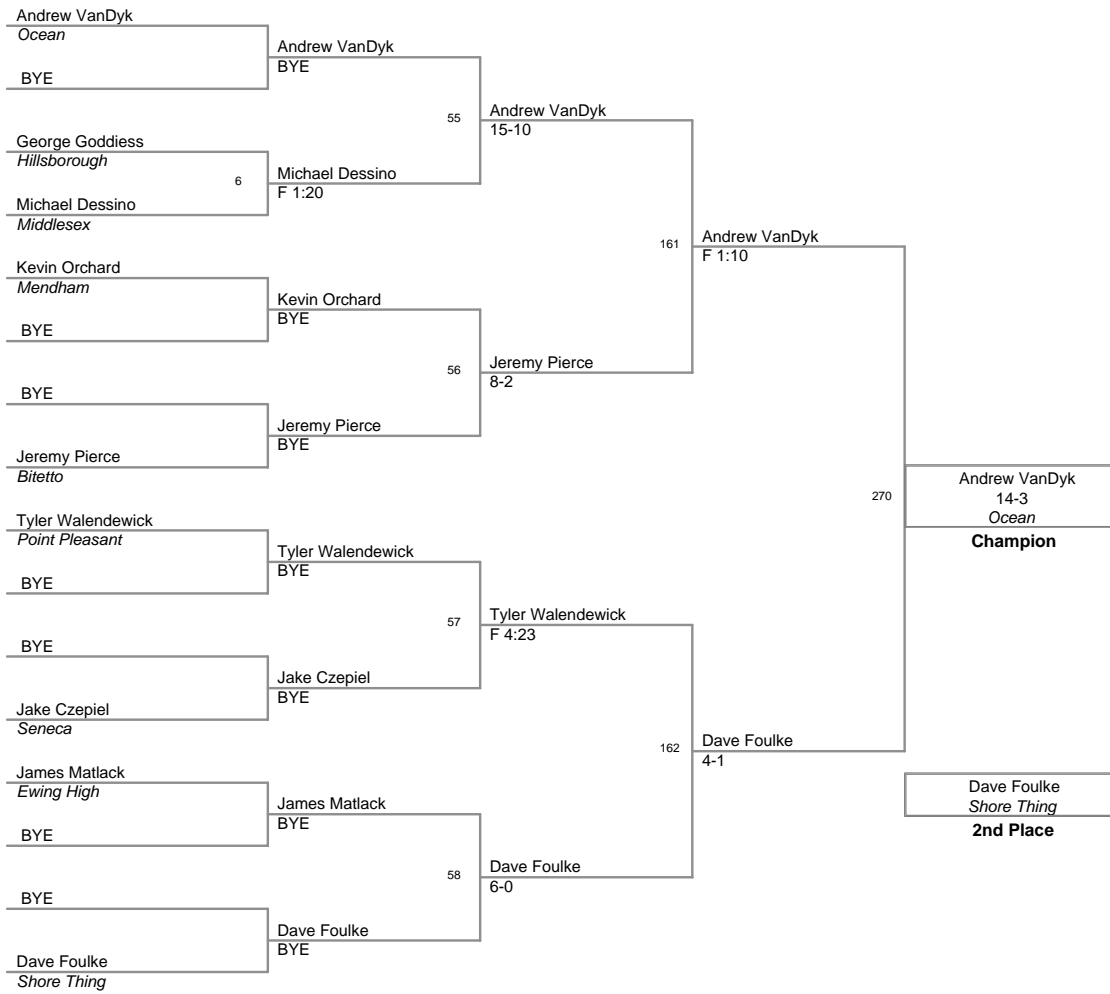 Andrew VanDyk
Ocean
BYE
George Goddiess
Hillsborough
6
Michael Dessino
Middlesex
Kevin Orchard
Mendham
BYE
BYE
Jeremy Pierce
Bitetto
Tyler Walendewick
Point Pleasant
BYE
BYE
Jake Czepiel
Seneca
James Matlack
Ewing High
BYE
BYE
Dave Foulke
Shore Thing
Andrew VanDyk
BYE
55
Michael Dessino
F 1:20
Kevin Orchard
BYE
56
Jeremy Pierce
BYE
Tyler Walendewick
BYE
57
Jake Czepiel
BYE
James Matlack
BYE
58
Dave Foulke
BYE
Andrew VanDyk
15-10
161
Jeremy Pierce
8-2
Tyler Walendewick
F 4:23
162
Dave Foulke
6-0
Andrew VanDyk
F 1:10
270
Dave Foulke
4-1
Andrew VanDyk
14-3
Ocean
Champion
Dave Foulke
Shore Thing
2nd Place